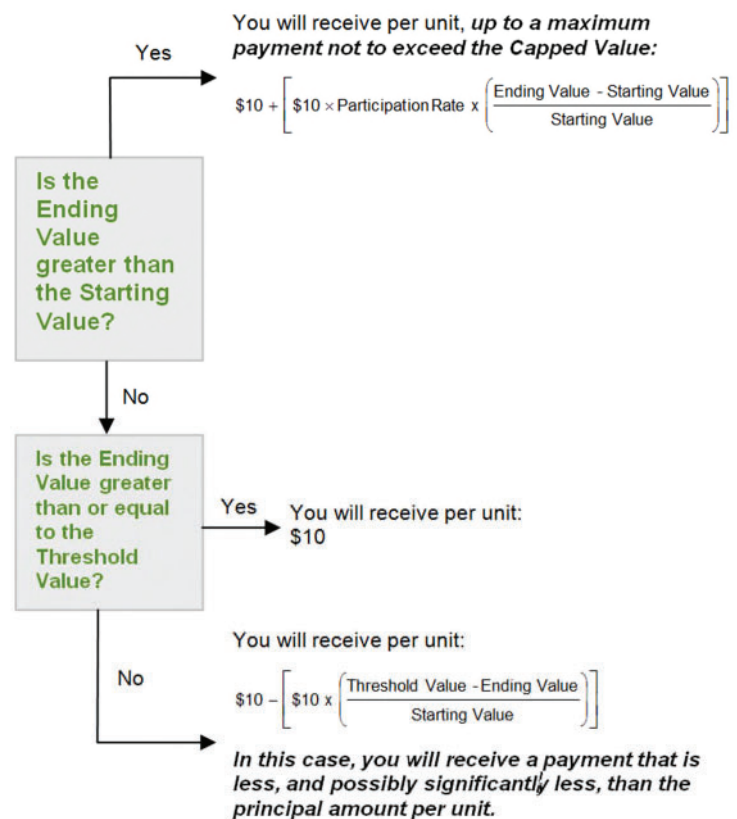 You will receive per unit, up to a maximum
payment not to exceed the Capped Value:
Yes
$10 + [ $10 × Participation Rate x ( Ending Value - Starting Value / Starting Value ) ]
Is the
Ending
Value
greater than
the Starting
Value?
No
Is the Ending
Value greater
than or equal
to the
Threshold
Value?
Yes
You will receive per unit:
$10
No
You will receive per unit:
$10 – [ $10 x ( Threshold Value - Ending Value / Starting Value ) ]
In this case, you will receive a payment that is
less, and possibly significantly less, than the
principal amount per unit.